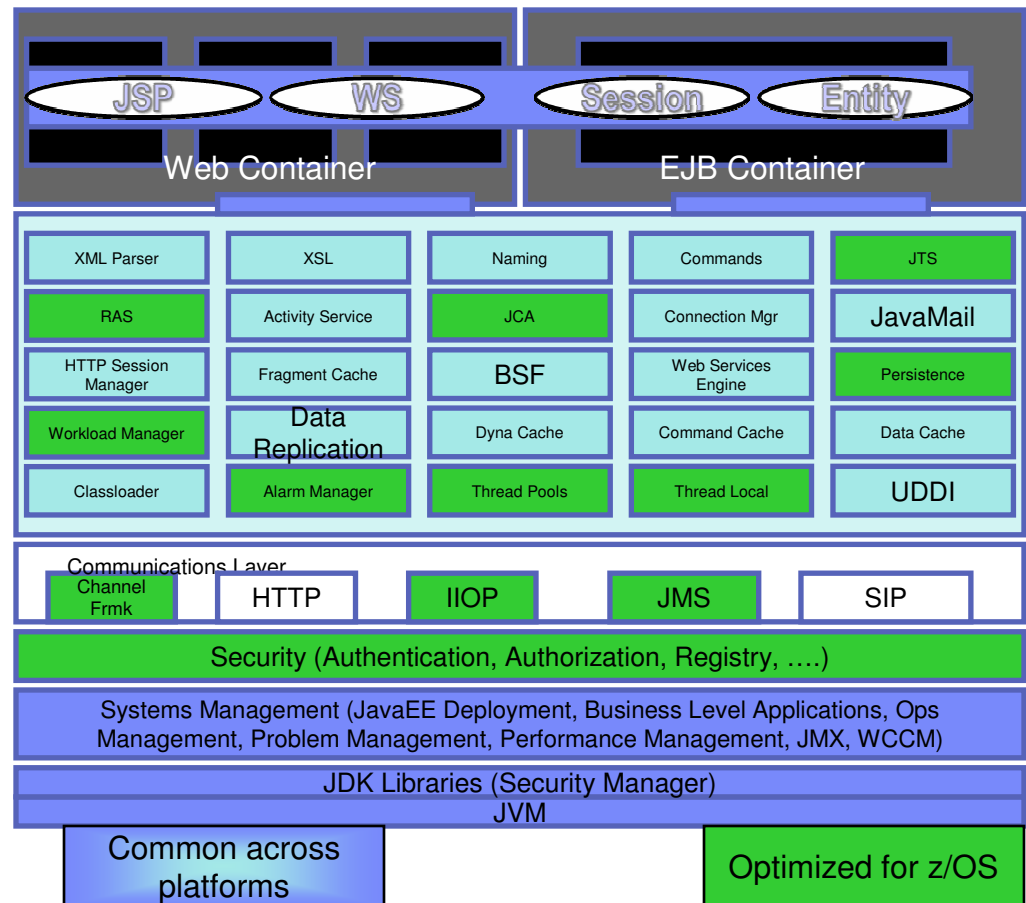 JSP
WS
Session
Entity
Web Container
EJB Container
XML Parser
XSL
Naming
Commands
JTS
RAS
Activity Service
JCA
Connection Mgr
JavaMail
HTTP Session
Manager
Fragment Cache
BSF
Web Services
Engine
Persistence
Workload Manager
Data
Replication
Dyna Cache
Command Cache
Data Cache
Classloader
Alarm Manager
Thread Pools
Thread Local
UDDI
Communications Layer
Channel
Frmk
HTTP
IIOP
JMS
SIP
Security (Authentication, Authorization, Registry, ….)
Systems Management (JavaEE Deployment, Business Level Applications, Ops
Management, Problem Management, Performance Management, JMX, WCCM)
JDK Libraries (Security Manager)
JVM
Common across
platforms
Optimized for z/OS